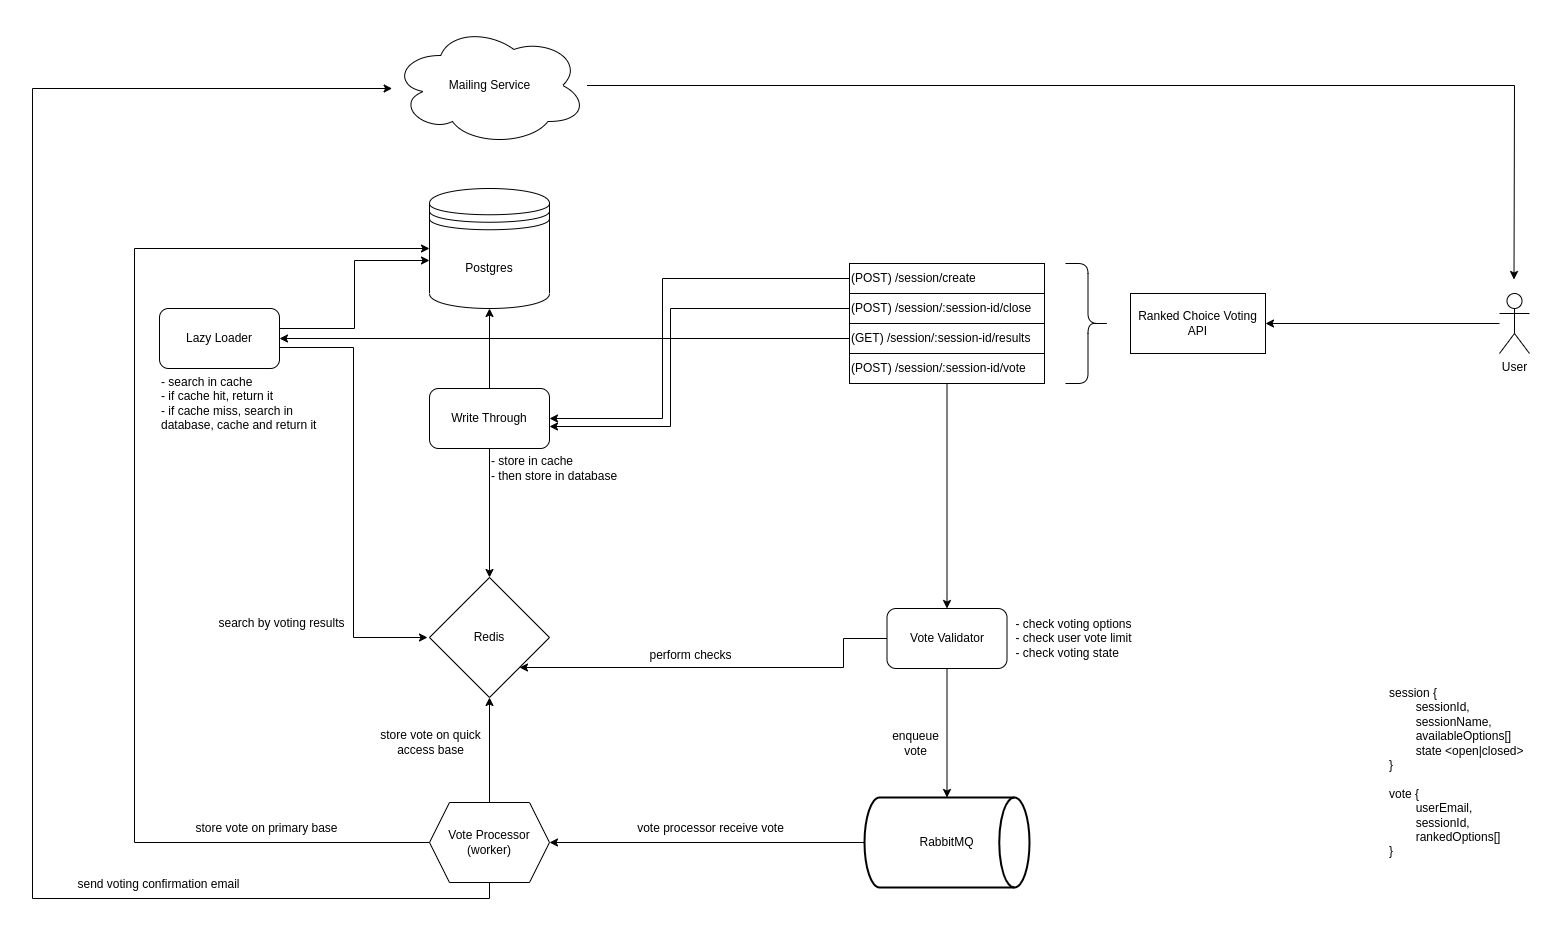 Mailing Service
Postgres
(POST) /session/create
(POST) /session/:session-id/close
(GET) /session/:session-id/results
(POST) /session/:session-id/vote
Ranked Choice Voting
API
User
Lazy Loader
- search in cache
- if cache hit, return it
- if cache miss, search in
database, cache and return it
Write Through
- store in cache
- then store in database
search by voting results
Redis
perform checks
Vote Validator
- check voting options
- check user vote limit
- check voting state
store vote on quick
access base
enqueue
vote
session {
sessionId,
sessionName,
availableOptions[]
state <open|closed>
}
vote {
userEmail,
sessionId,
rankedOptions[]
}
store vote on primary base
Vote Processor
(worker)
vote processor receive vote
RabbitMQ
send voting confirmation email